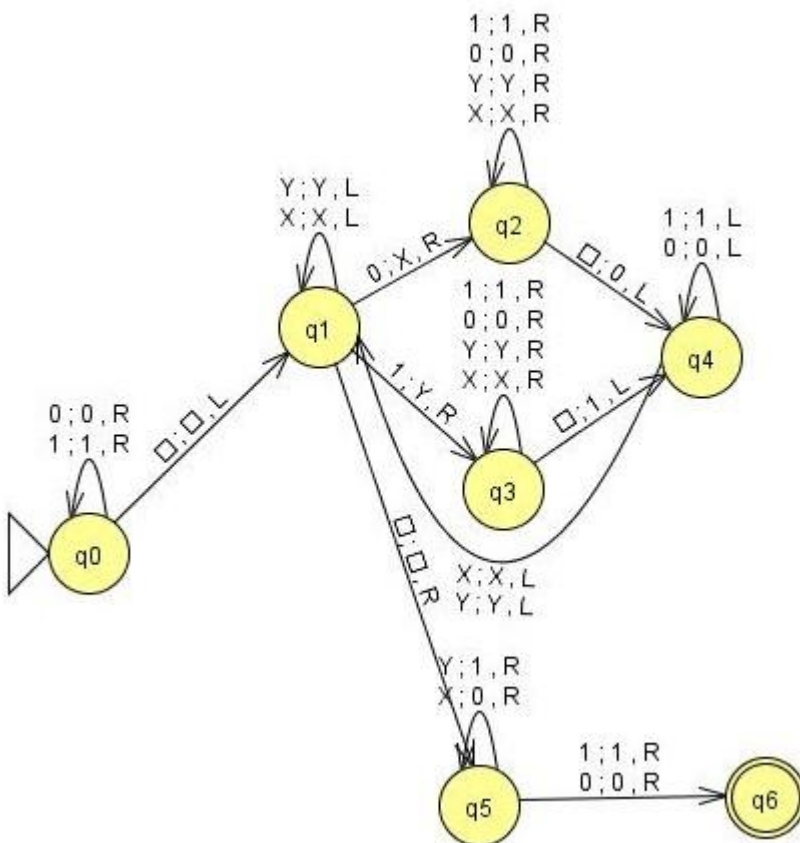 1 ; 1 , R
0 ; 0 , R
Y ; Y , R
X ; X , R
q2
Y ; Y , L
X ; X , L
q1
0 ; X , R
□ ; 0 , L
1 ; 1 , L
0 ; 0 , L
q4
1 ; 1 , R
0 ; 0 , R
Y ; Y , R
X ; X , R
1 ; Y , R
□ ; 1 , L
q3
0 ; 0 , R
1 ; 1 , R
□ ; □ , L
q0
□ ; □ , R
X ; X , L
Y ; Y , L
Y ; 1 , R
X ; 0 , R
q5
1 ; 1 , R
0 ; 0 , R
q6